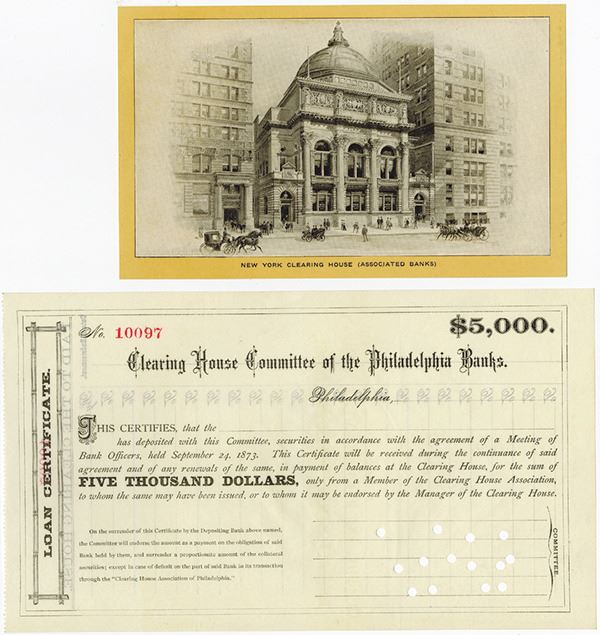 NEW YORK CLEARING HOUSE (ASSOCIATED BANKS)
No. 10097
$5,000.
Clearing House Committee of the Philadelphia Banks.
Philadelphia,
THIS CERTIFIES, that the
has deposited with this Committee, securities in accordance with the agreement of a Meeting of
Bank Officers, held September 24, 1873. This Certificate will be received during the continuance of said
agreement and of any renewals of the same, in payment of balances at the Clearing House, for the sum of
FIVE THOUSAND DOLLARS, only from a Member of the Clearing House Association,
to whom the same may have been issued, or to whom it may be endorsed by the Manager of the Clearing House.
LOAN CERTIFICATE.
On the surrender of this Certificate by the Depositing Bank above named,
the Committee will endorse the amount as a payment on the obligation of said
Bank held by them, and surrender a proportionate amount of the collateral
securities; except in case of default on the part of said Bank in its transaction
through the "Clearing House Association of Philadelphia."
COMMITTEE.